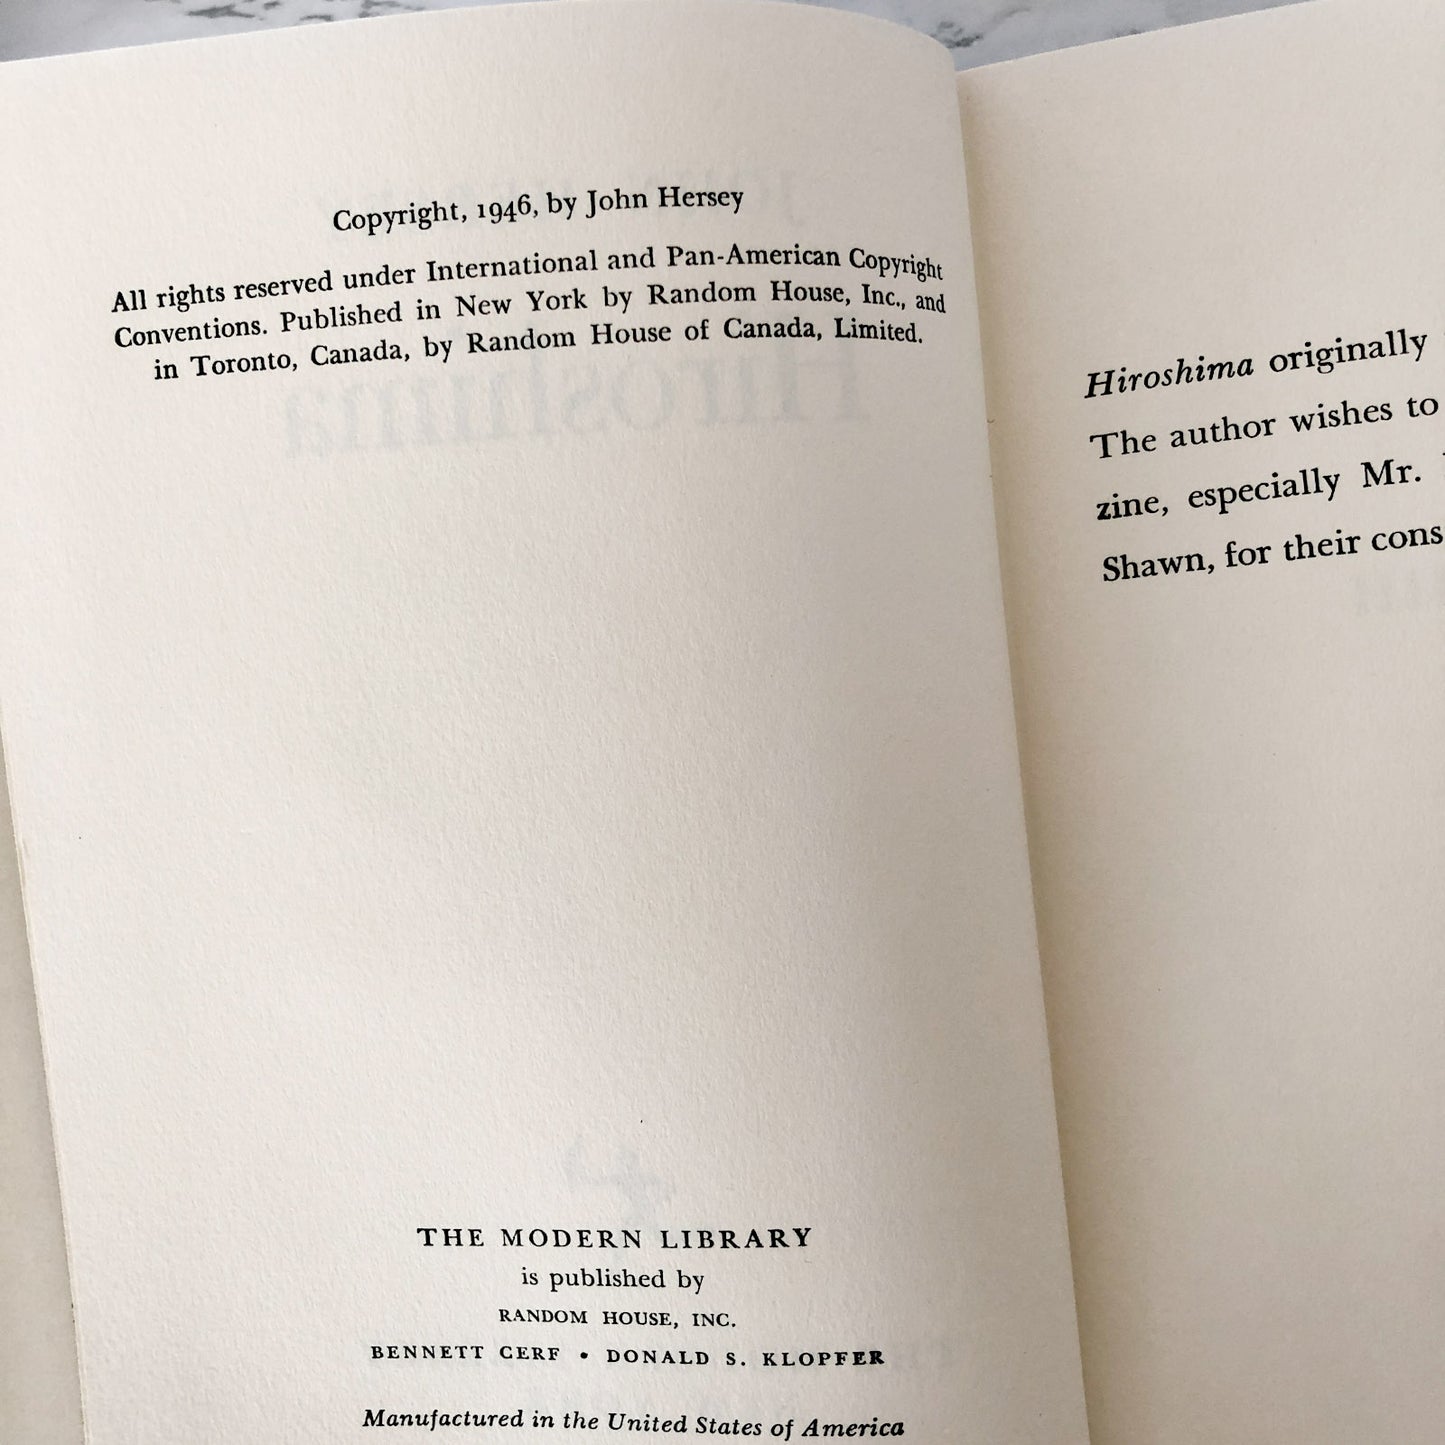 Copyright, 1946, by John Hersey
All rights reserved under International and Pan-American Copyright
Conventions. Published in New York by Random House, Inc., and
in Toronto, Canada, by Random House of Canada, Limited.
Hiroshima
THE MODERN LIBRARY
is published by
RANDOM HOUSE, INC.
BENNETT CERF • DONALD S. KLOPFER
Manufactured in the United States of America
Hiroshima originally
The author wishes to
zine, especially Mr.
Shawn, for their cons